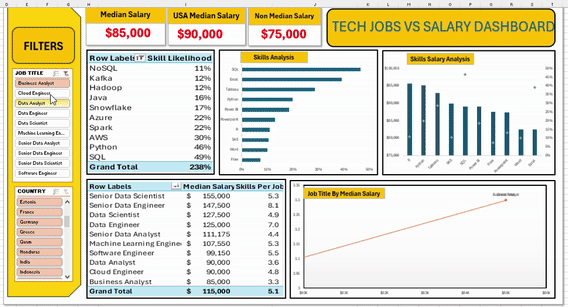 Median Salary
$85,000
USA Median Salary
$90,000
Non Median Salary
$75,000
TECH JOBS VS SALARY DASHBOARD
FILTERS
JOB TITLE
Business Analyst
Cloud Engineer
Data Analyst
Data Engineer
Data Scientist
Machine Learning En...
Senior Data Analyst
Senior Data Engineer
Senior Data Scientist
Software Engineer
COUNTRY
Estonia
France
Germany
Greece
Guam
Honduras
India
Indonesia
Row Labels Skill Likelihood
NoSQL 11%
Kafka 12%
Hadoop 12%
Java 16%
Snowflake 17%
Azure 22%
Spark 22%
AWS 30%
Python 46%
SQL 49%
Grand Total 238%
Skills Analysis
SQL
Excel
Tableau
Python
Power BI
R
SAS
Word
Flow
Skills Salary Analysis
Row Labels Median Salary Skills Per Job
Senior Data Scientist $ 155,000 5.3
Senior Data Engineer $ 147,500 8.1
Data Scientist $ 127,500 4.9
Data Engineer $ 125,000 7.0
Senior Data Analyst $ 111,175 4.4
Machine Learning Engineer $ 107,550 5.3
Software Engineer $ 99,150 5.5
Data Analyst $ 90,000 3.6
Cloud Engineer $ 90,000 4.8
Business Analyst $ 85,000 3.3
Grand Total $ 115,000 5.1
Job Title By Median Salary